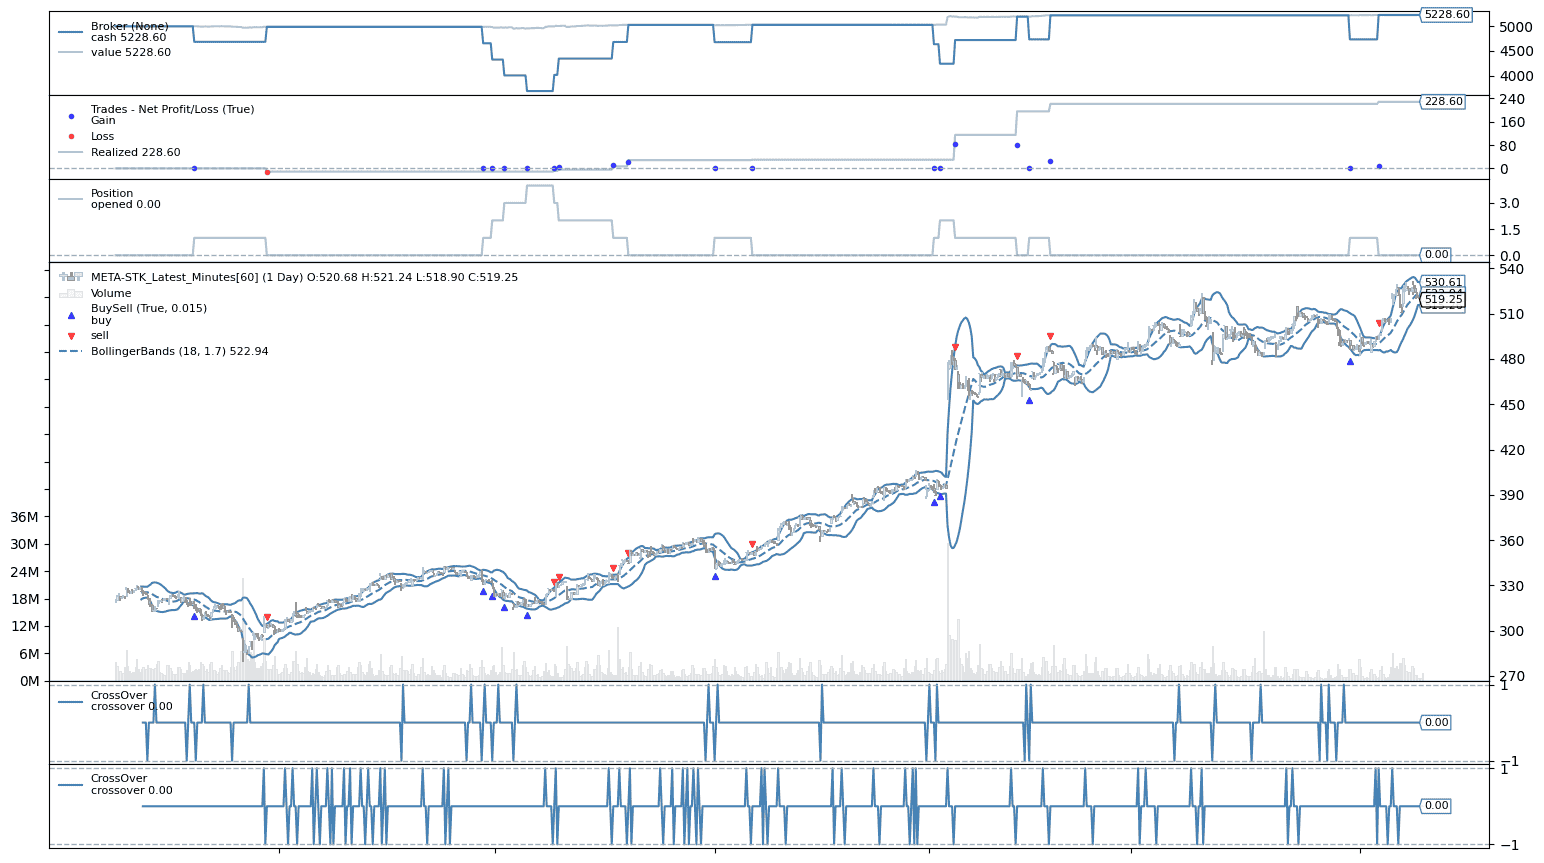 Broker (None)
cash 5228.60
value 5228.60
5228.60
5000
4500
4000
Trades - Net Profit/Loss (True)
Gain
Loss
Realized 228.60
228.60
240
160
80
0
Position
opened 0.00
3.0
1.5
0.0
0.00
META-STK_Latest_Minutes[60] (1 Day) O:520.68 H:521.24 L:518.90 C:519.25
Volume
BuySell (True, 0.015)
buy
sell
BollingerBands (18, 1.7) 522.94
530.61
519.25
540
510
480
450
420
390
360
330
300
270
36M
30M
24M
18M
12M
6M
0M
CrossOver
crossover 0.00
0.00
1
−1
CrossOver
crossover 0.00
0.00
1
−1